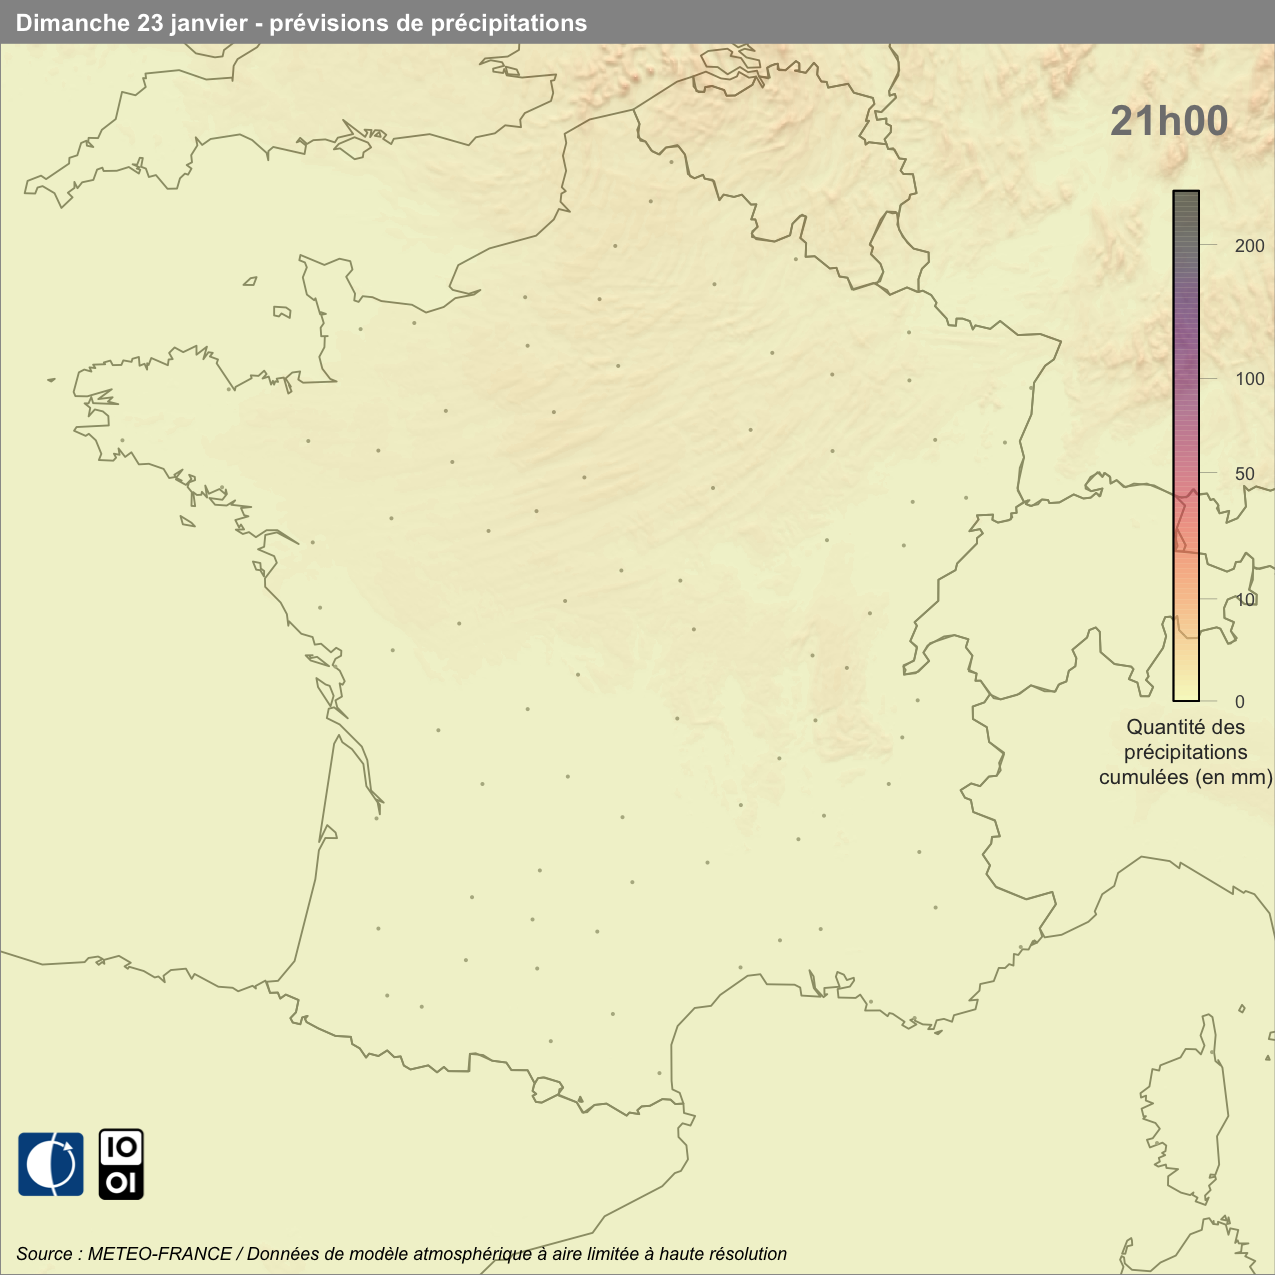 Dimanche 23 janvier - prévisions de précipitations
21h00
200
100
50
10
0
Quantité des
précipitations
cumulées (en mm)
IO
OI
Source : METEO-FRANCE / Données de modèle atmosphérique à aire limitée à haute résolution